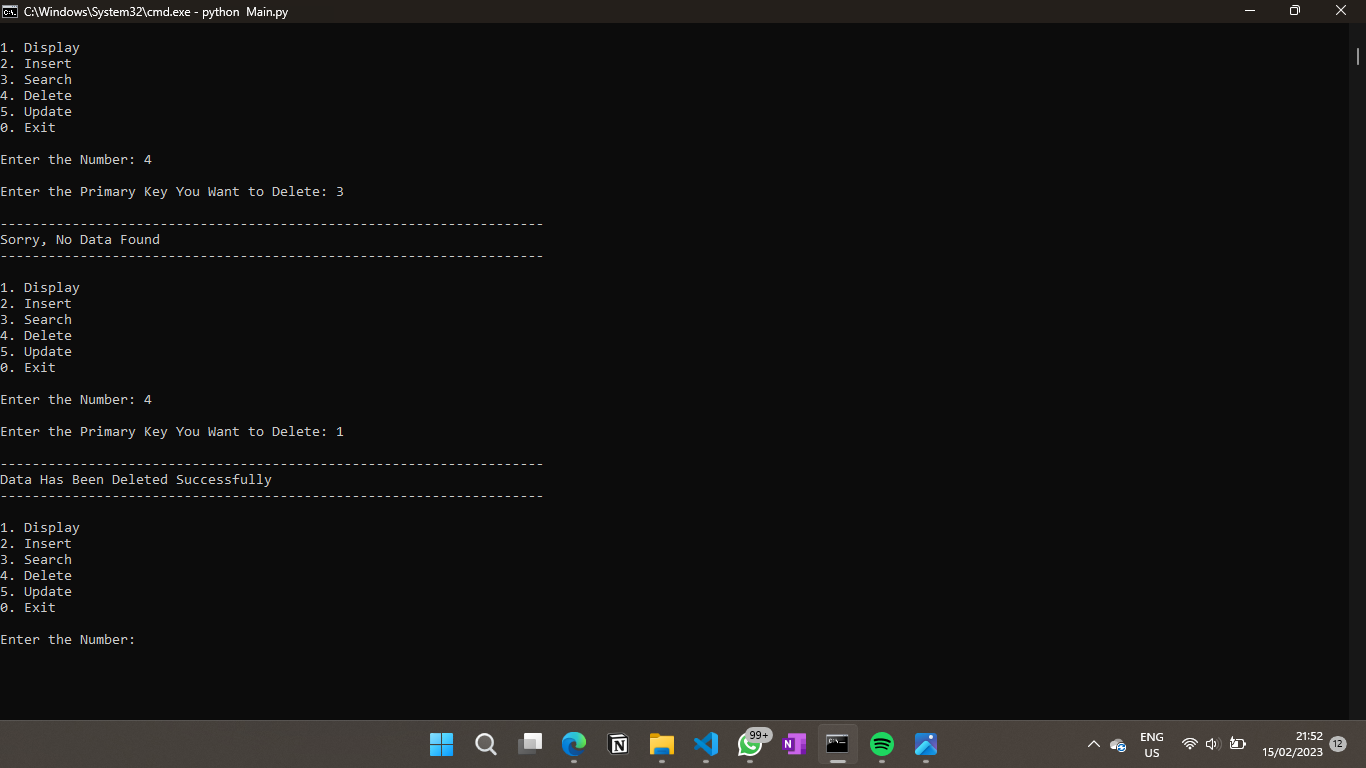 C:\Windows\System32\cmd.exe - python  Main.py
1. Display
2. Insert
3. Search
4. Delete
5. Update
0. Exit
Enter the Number: 4
Enter the Primary Key You Want to Delete: 3
--------------------------------------------------------------------
Sorry, No Data Found
--------------------------------------------------------------------
1. Display
2. Insert
3. Search
4. Delete
5. Update
0. Exit
Enter the Number: 4
Enter the Primary Key You Want to Delete: 1
--------------------------------------------------------------------
Data Has Been Deleted Successfully
--------------------------------------------------------------------
1. Display
2. Insert
3. Search
4. Delete
5. Update
0. Exit
Enter the Number:
99+
ENG
US
21:52
15/02/2023
12